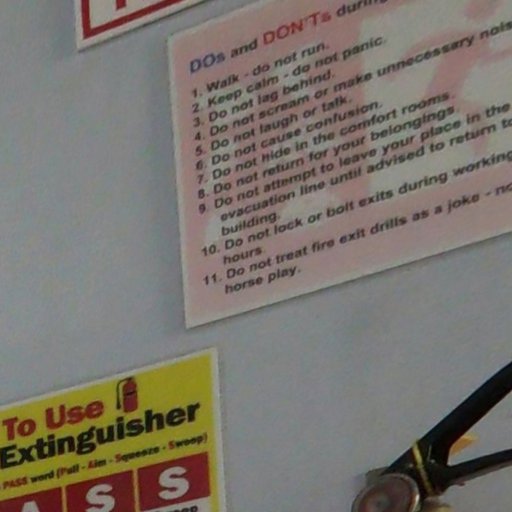 DOs and DON'Ts during
1. Walk - do not run.
2. Keep calm - do not panic.
3. Do not lag behind.
4. Do not scream or make unnecessary
5. Do not laugh or talk.
6. Do not cause confusion.
7. Do not hide in the comfort rooms.
8. Do not return for your belongings.
9. Do not attempt to leave your place in the
evacuation line until advised to return
building.
10. Do not lock or bolt exits during working
hours.
11. Do not treat fire exit drills as a joke - no
horse play.
To Use
Extinguisher
PASS word (Pull - Aim - Squeeze - Sweep)
A S S